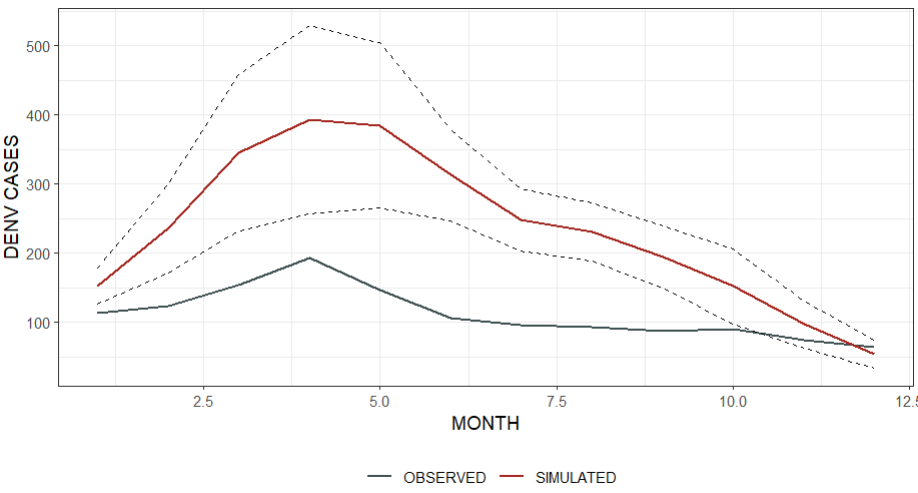 500
400
300
200
100
DENV CASES
2.5 5.0 7.5 10.0 12.5
MONTH
OBSERVED SIMULATED